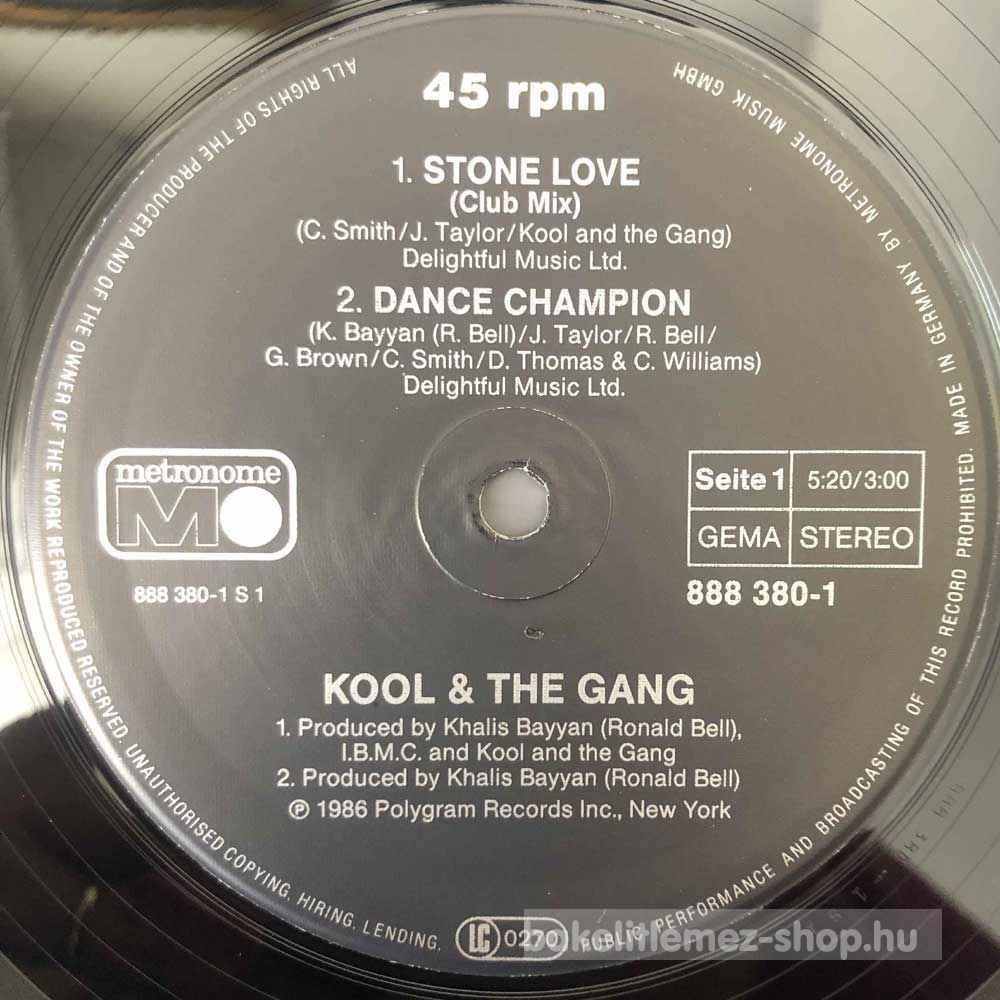 45 rpm
1. STONE LOVE
(Club Mix)
(C. Smith/J. Taylor/Kool and the Gang)
Delightful Music Ltd.
2. DANCE CHAMPION
(K. Bayyan (R. Bell)/J. Taylor/R. Bell/
G. Brown/C. Smith/D. Thomas & C. Williams)
Delightful Music Ltd.
metronome
M
888 380-1 S 1
Seite 1
5:20/3:00
GEMA
STEREO
888 380-1
KOOL & THE GANG
1. Produced by Khalis Bayyan (Ronald Bell),
I.B.M.C. and Kool and the Gang
2. Produced by Khalis Bayyan (Ronald Bell)
℗ 1986 Polygram Records Inc., New York
ALL RIGHTS OF THE PRODUCER AND OF THE OWNER OF THE WORK REPRODUCED RESERVED. UNAUTHORISED COPYING, HIRING, LENDING, PUBLIC PERFORMANCE AND BROADCASTING OF THIS RECORD PROHIBITED. MADE IN GERMANY BY METRONOME MUSIK GMBH
LC 0270
bakelitlemez-shop.hu